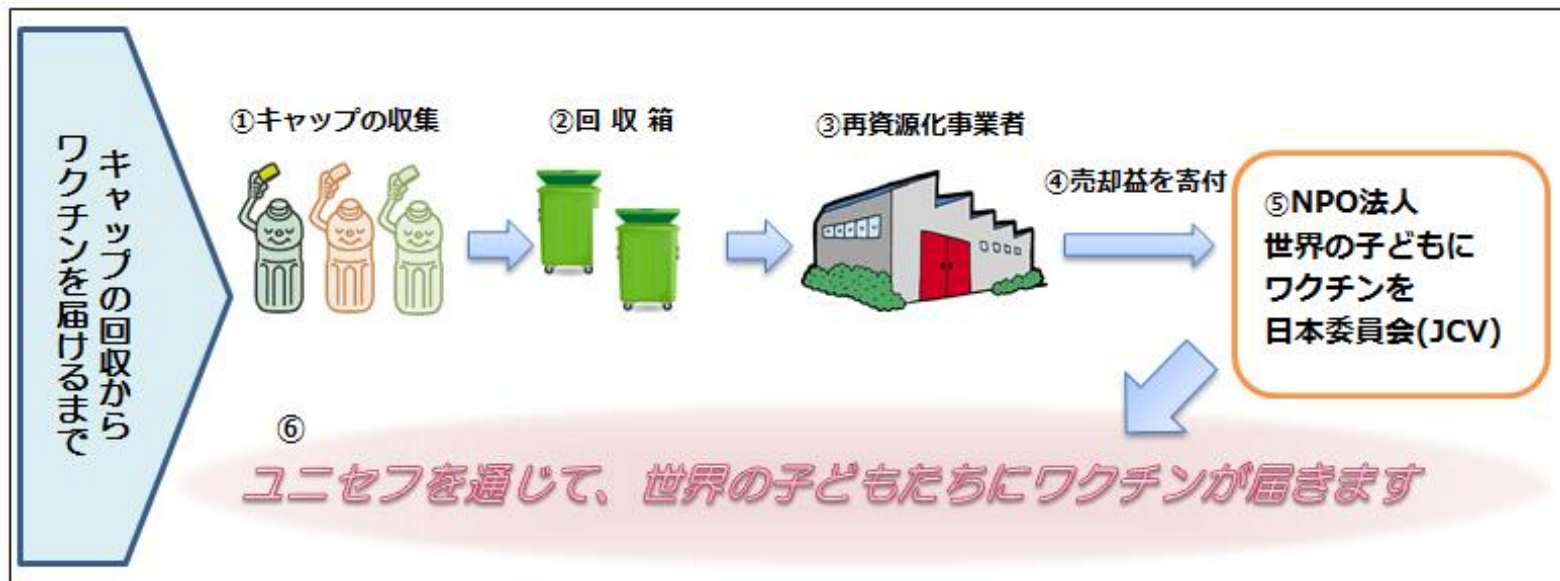 キャップの回収から
ワクチンを届けるまで
①キャップの収集
②回 収 箱
③再資源化事業者
④売却益を寄付
⑤NPO法人
世界の子どもに
ワクチンを
日本委員会(JCV)
⑥
ユニセフを通じて、世界の子どもたちにワクチンが届きます